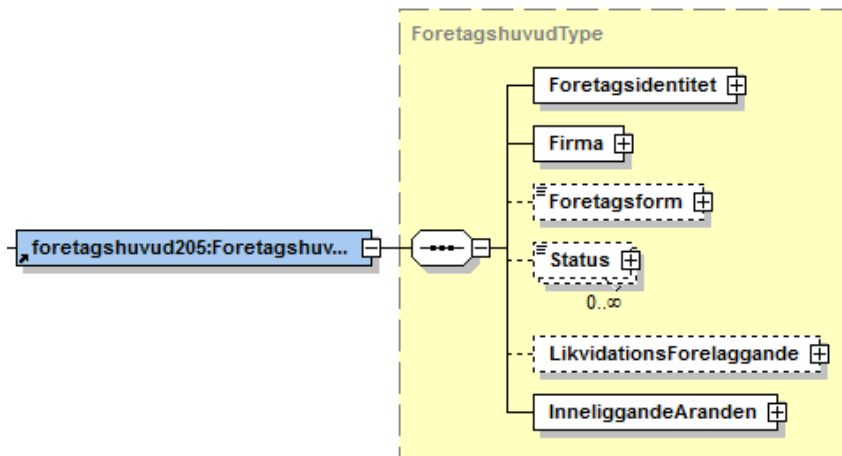 ForetagshuvudType
Foretagsidentitet
Firma
Foretagsform
foretagshuvud205:Foretagshuv...
Status
0..∞
LikvidationsForelaggande
InneliggandeAranden